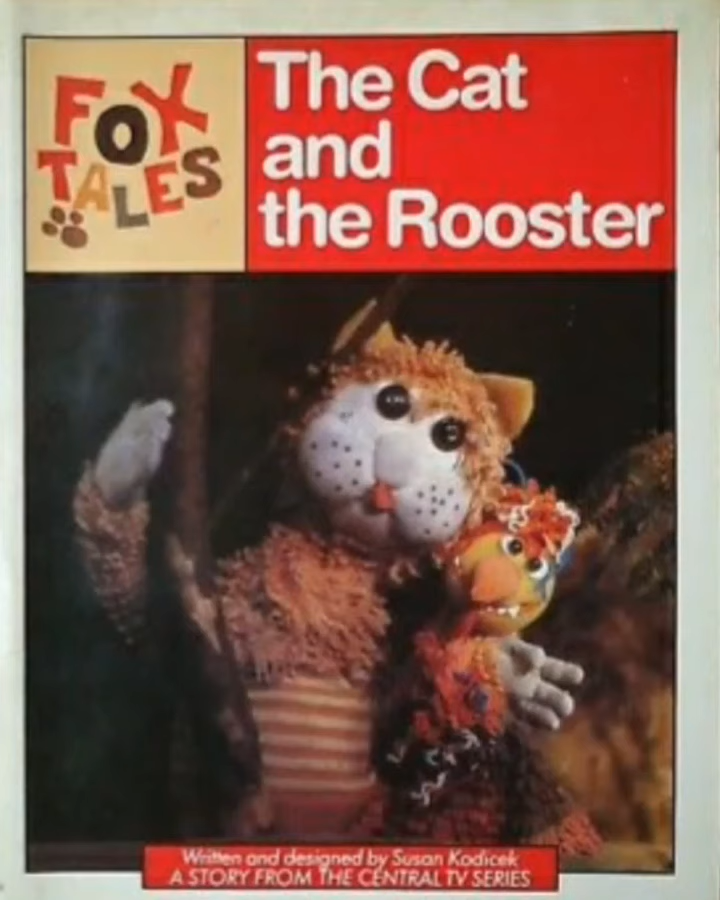 FOX
TALES
The Cat
and
the Rooster
Written and designed by Susan Kodicek
A STORY FROM THE CENTRAL TV SERIES